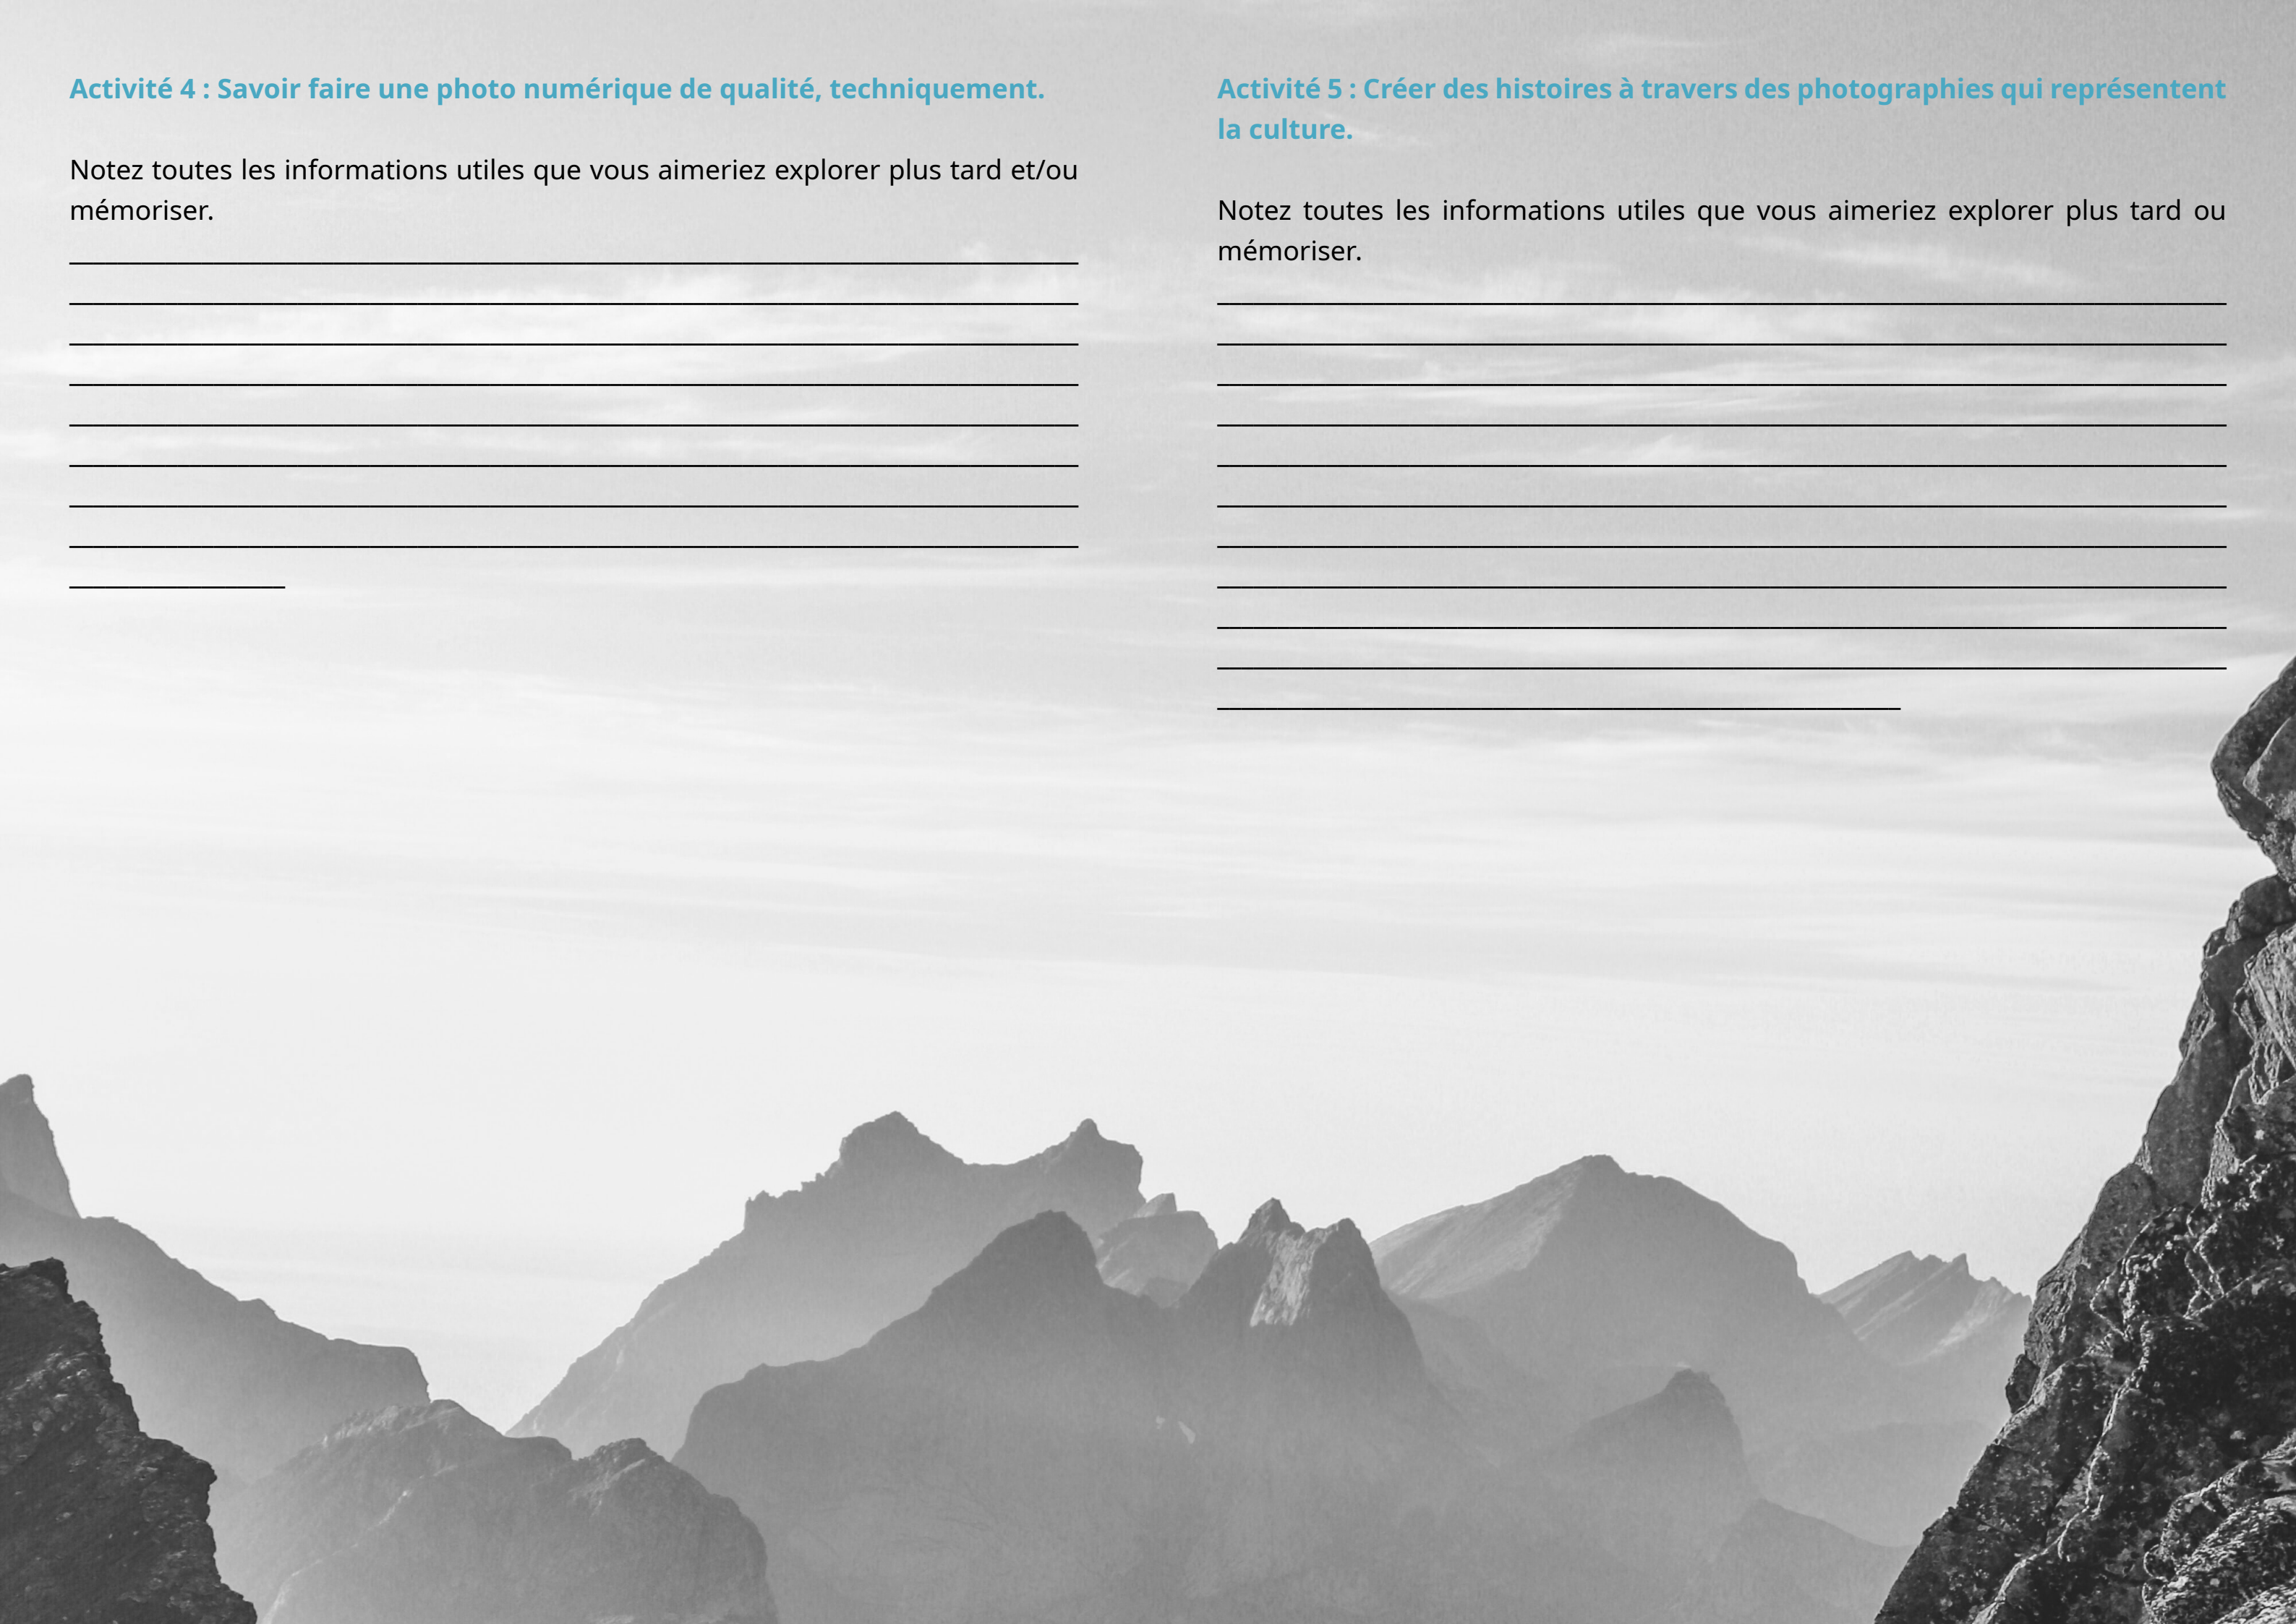 Activité 4 : Savoir faire une photo numérique de qualité, techniquement.
Notez toutes les informations utiles que vous aimeriez explorer plus tard et/ou
mémoriser.
Activité 5 : Créer des histoires à travers des photographies qui représentent
la culture.
Notez toutes les informations utiles que vous aimeriez explorer plus tard ou
mémoriser.